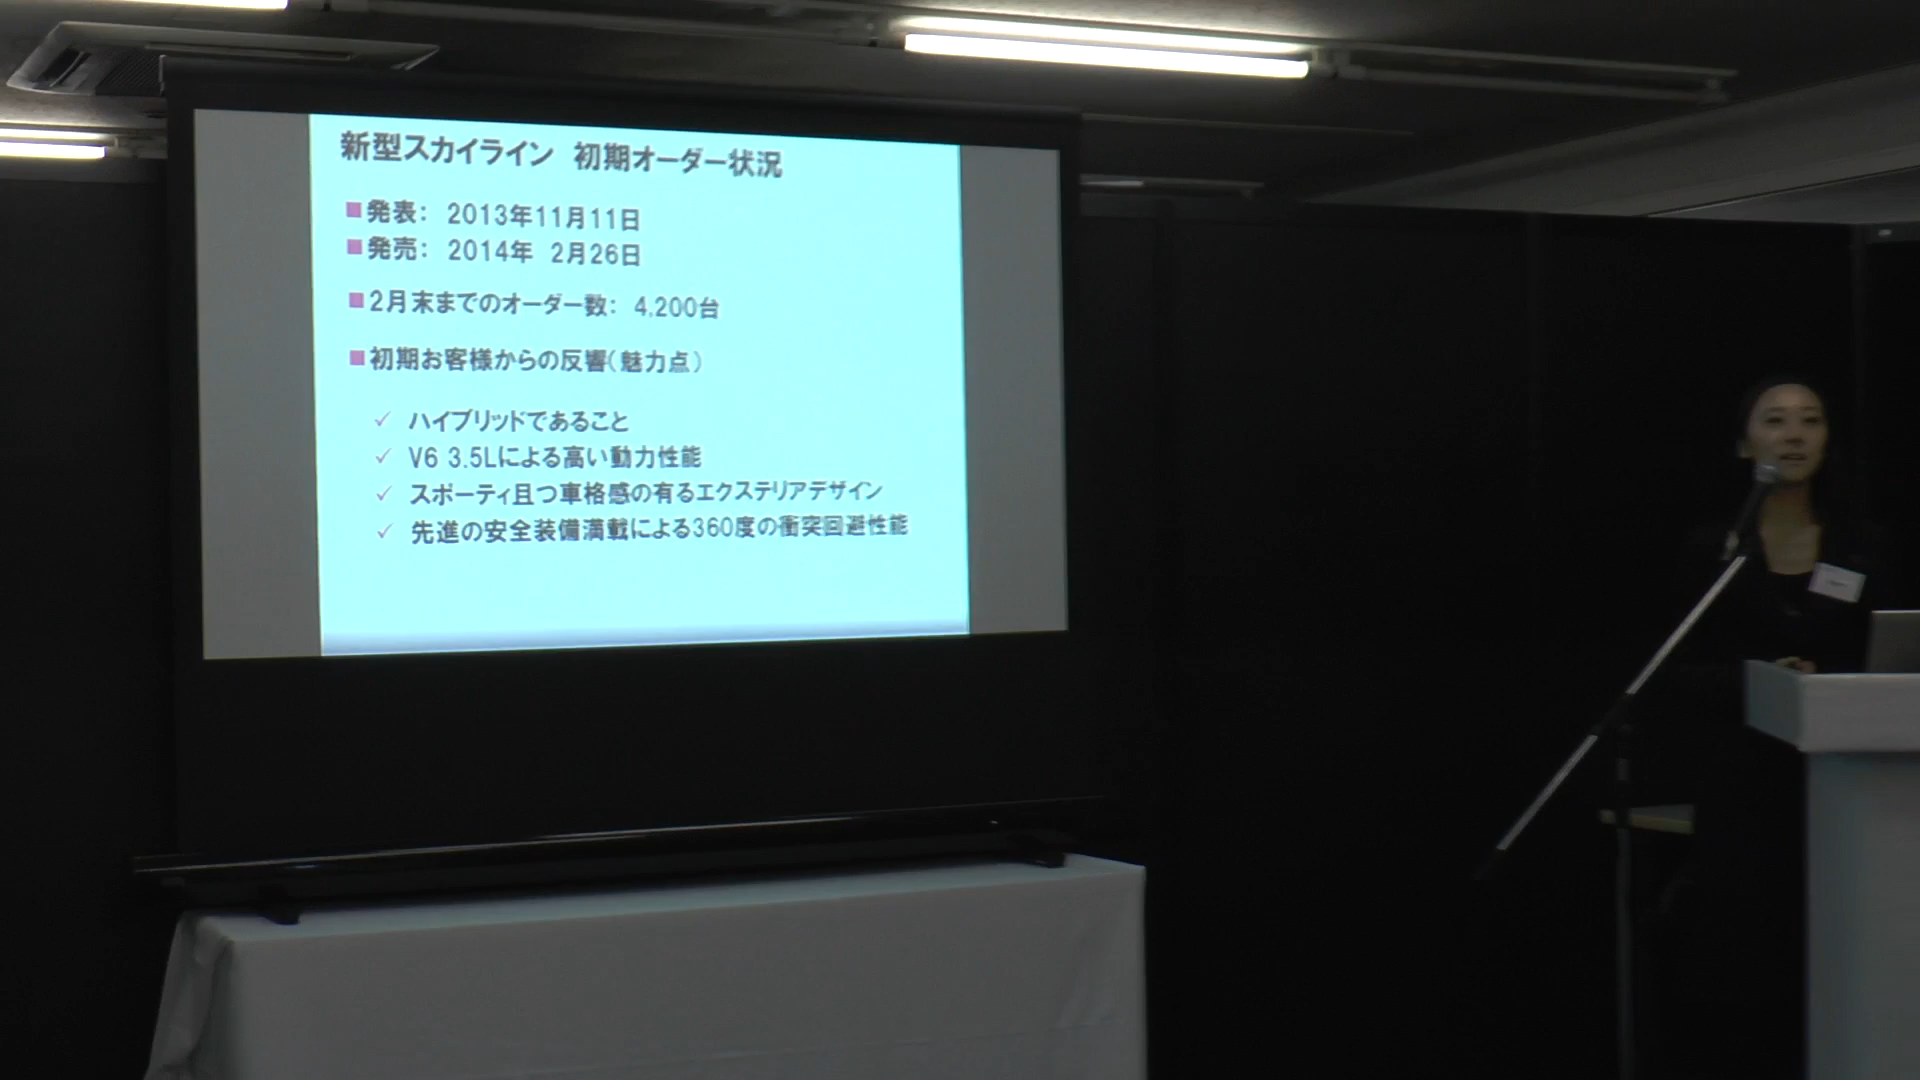 新型スカイライン 初期オーダー状況
■発表： 2013年11月11日
■発売： 2014年 2月26日
■2月末までのオーダー数： 4,200台
■初期お客様からの反響（魅力点）
✓ ハイブリッドであること
✓ V6 3.5Lによる高い動力性能
✓ スポーティ且つ車格感の有るエクステリアデザイン
✓ 先進の安全装備満載による360度の衝突回避性能